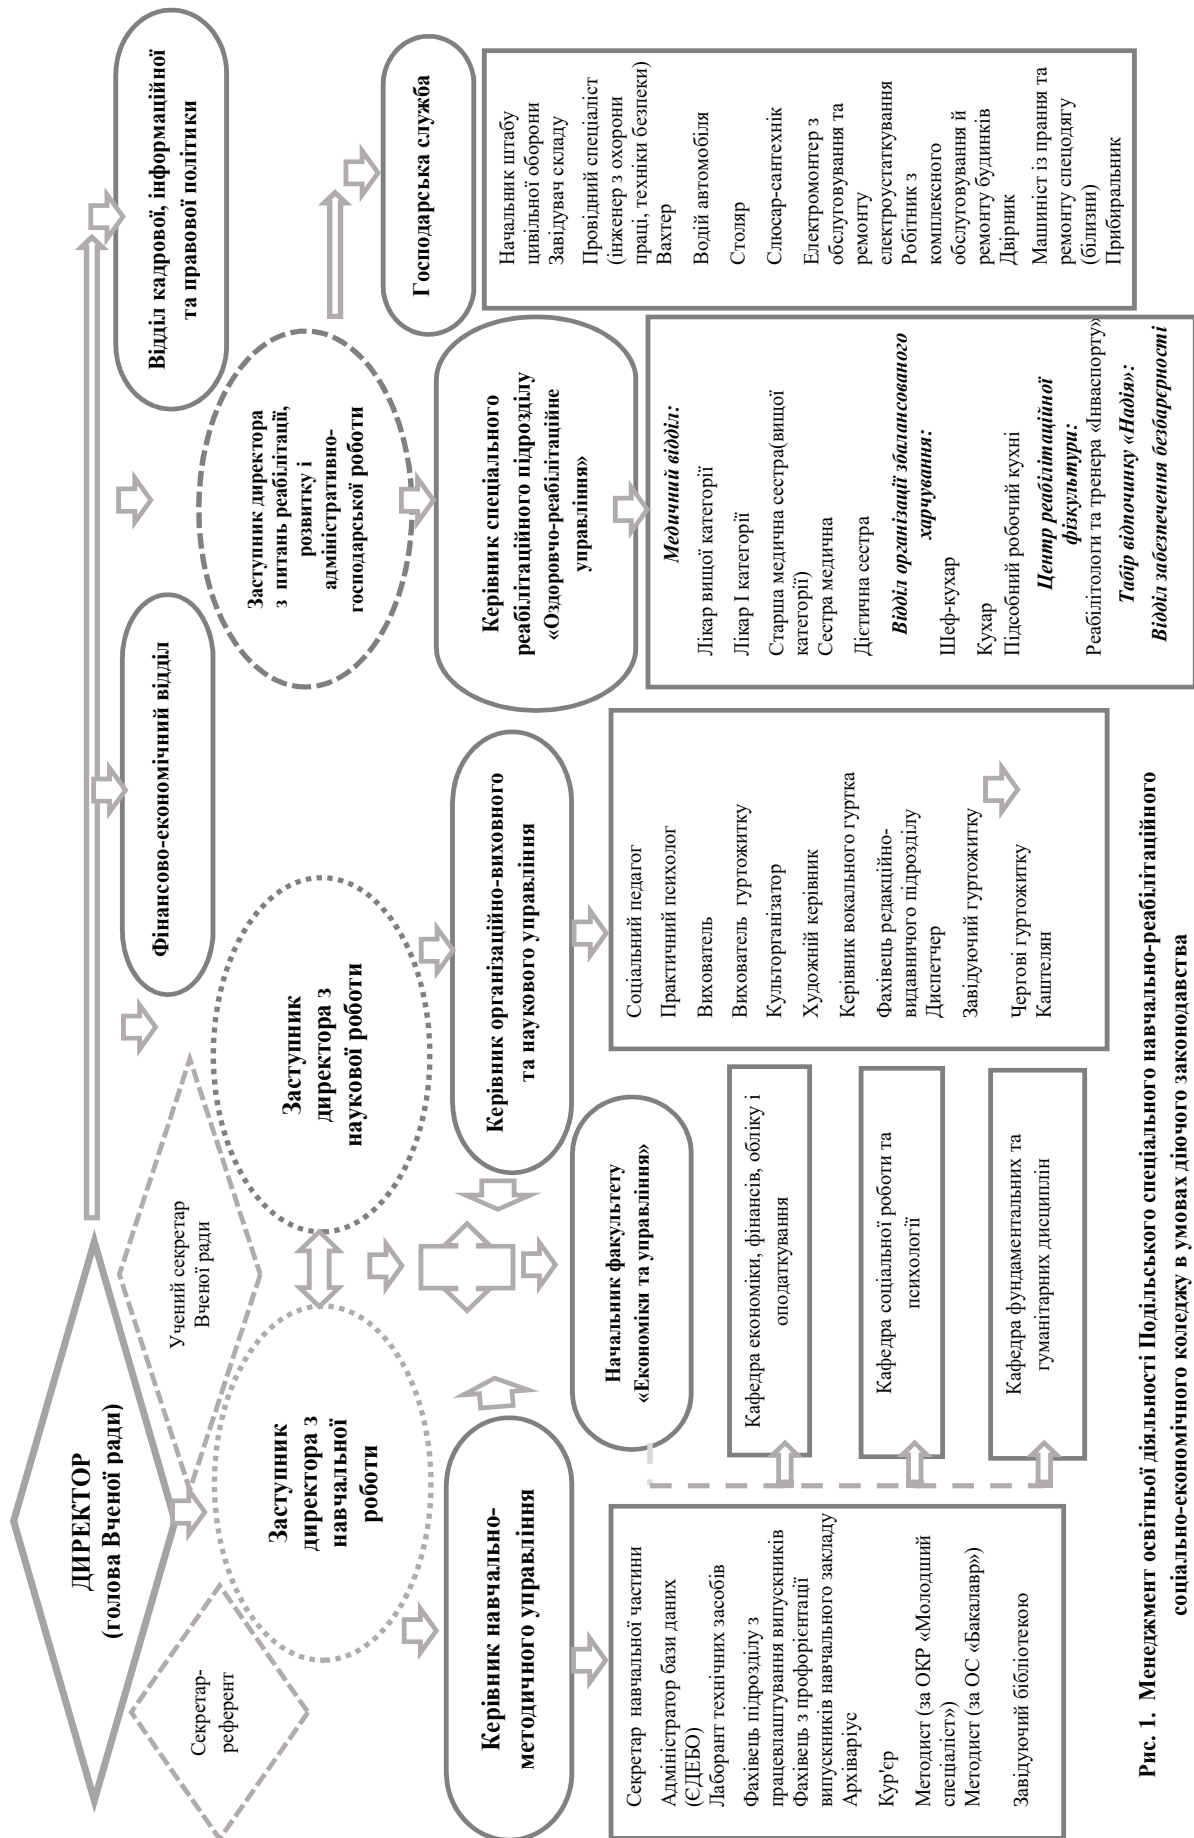 ДИРЕКТОР
(голова Вченої ради)
Секретар-
референт
Учений секретар
Вченої ради
Фінансово-економічний відділ
Відділ кадрової, інформаційної
та правової політики
Заступник
директора з
навчальної
роботи
Заступник
директора з
наукової роботи
Заступник директора
з питань реабілітації,
розвитку і
адміністративно-
господарської роботи
Господарська служба
Керівник навчально-
методичного управління
Керівник організаційно-виховного
та наукового управління
Керівник спеціального
реабілітаційного підрозділу
«Оздоровчо-реабілітаційне
управління»
Начальник факультету
«Економіки та управління»
Секретар навчальної частини
Адміністратор бази даних
(ЄДЕБО)
Лаборант технічних засобів
Фахівець підрозділу з
працевлаштування випускників
Фахівець з профорієнтації
випускників навчального закладу
Архіваріус
Кур'єр
Методист (за ОКР «Молодший
спеціаліст»)
Методист (за ОС «Бакалавр»)
Завідуючий бібліотекою
Кафедра економіки, фінансів, обліку і
оподаткування
Кафедра соціальної роботи та
психології
Кафедра фундаментальних та
гуманітарних дисциплін
Соціальний педагог
Практичний психолог
Вихователь
Вихователь гуртожитку
Культорганізатор
Художній керівник
Керівник вокального гуртка
Фахівець редакційно-
видавничого підрозділу
Диспетчер
Завідуючий гуртожитку
Чергові гуртожитку
Каштелян
Медичний відділ:
Лікар вищої категорії
Лікар I категорії
Старша медична сестра(вищої
категорії)
Сестра медична
Дієтична сестра
Відділ організації збалансованого
харчування:
Шеф-кухар
Кухар
Підсобний робочий кухні
Центр реабілітаційної
фізкультури:
Реабілітологи та тренера «Інваспорту»
Табір відпочинку «Надія»:
Відділ забезпечення безбарєрності
Начальник штабу
цивільної оборони
Завідувач складу
Провідний спеціаліст
(інженер з охорони
праці, техніки безпеки)
Вахтер
Водій автомобіля
Столяр
Слюсар-сантехнік
Електромонтер з
обслуговування та
ремонту
електроустаткування
Робітник з
комплексного
обслуговування й
ремонту будинків
Двірник
Машиніст із прання та
ремонту спецодягу
(білизни)
Прибиральник
Рис. 1. Менеджмент освітньої діяльності Подільського спеціального навчально-реабілітаційного
соціально-економічного коледжу в умовах діючого законодавства